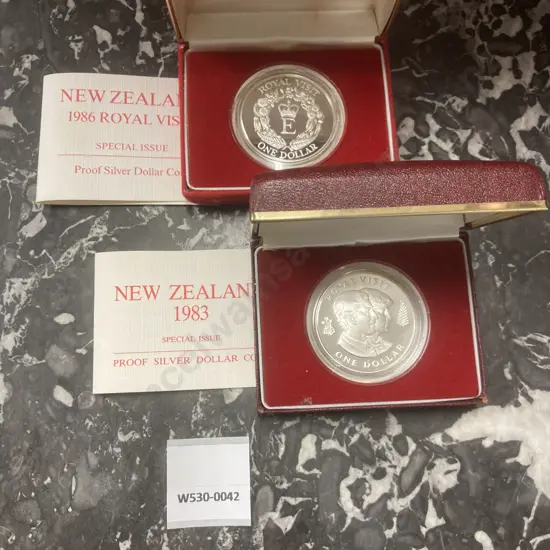 NEW ZEALAN
1986 ROYAL VIS
SPECIAL ISSUE
Proof Silver Dollar Co
ROYAL VISIT
E
ONE DOLLAR
NEW ZEALAN
1983
SPECIAL ISSUE
PROOF SILVER DOLLAR CO
ROYAL VISIT
ONE DOLLAR
W530-0042